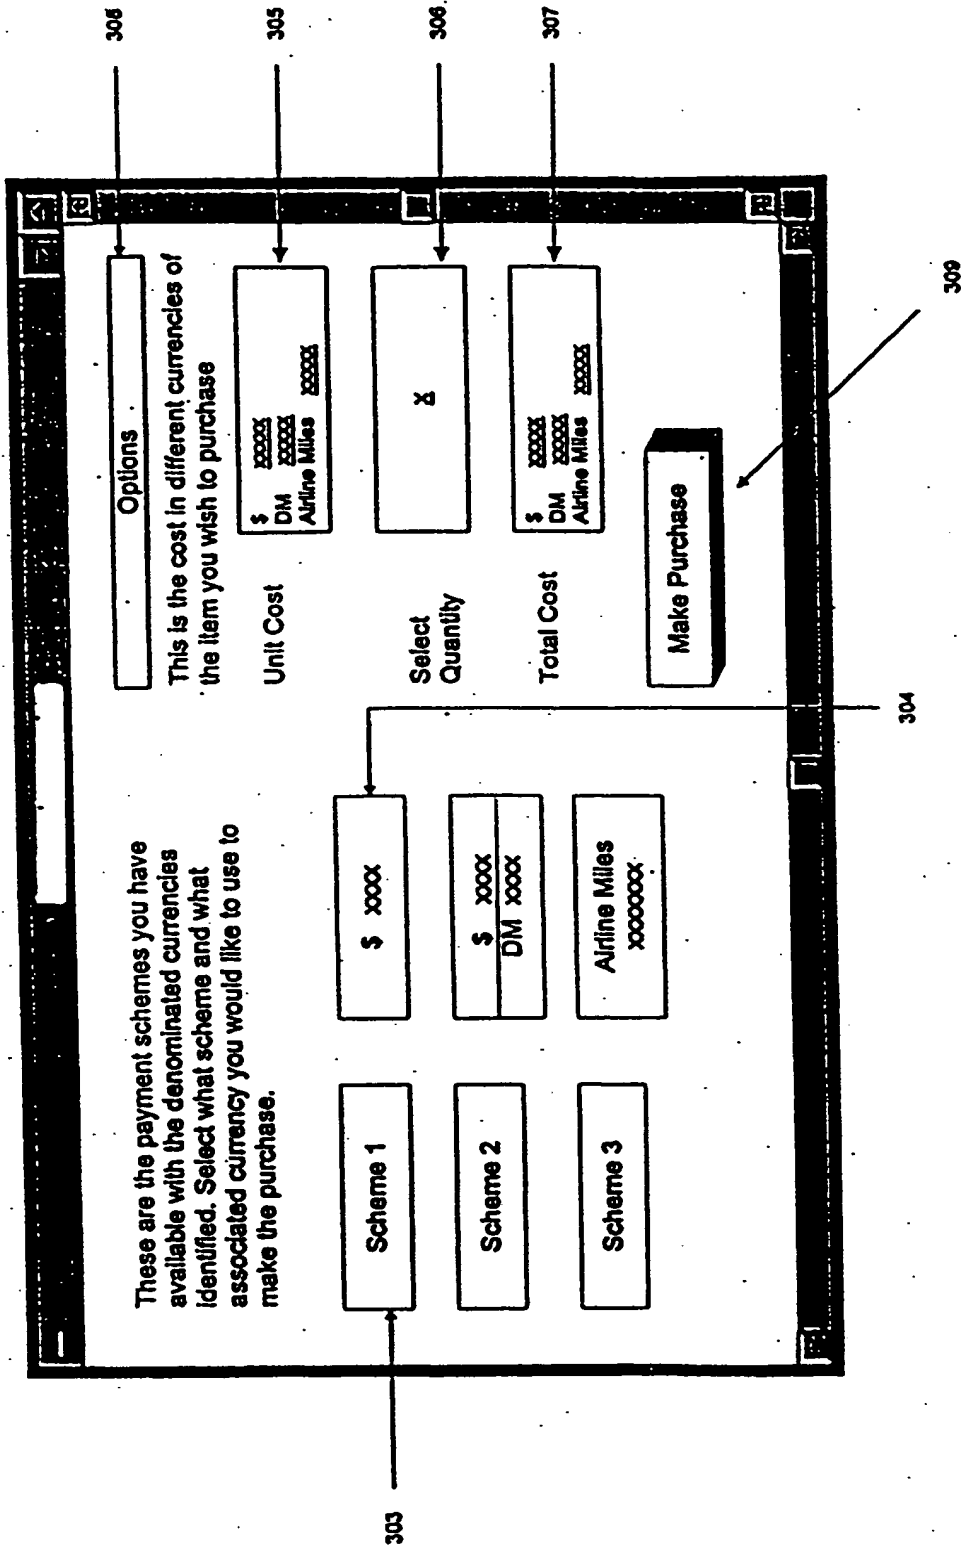 308
305
306
307
These are the payment schemes you have
available with the denominated currencies
identified. Select what scheme and what
associated currency you would like to use to
make the purchase.
Options
This is the cost in different currencies of
the item you wish to purchase
Scheme 1
$ xxxx
Scheme 2
$ xxxx
DM xxxx
Scheme 3
Airline Miles
xxxxxxx
Unit Cost
$ xxxxx
DM xxxxx
Airline Miles xxxxx
Select
Quantity
x
Total Cost
$ xxxxx
DM xxxxx
Airline Miles xxxxx
Make Purchase
303
304
309